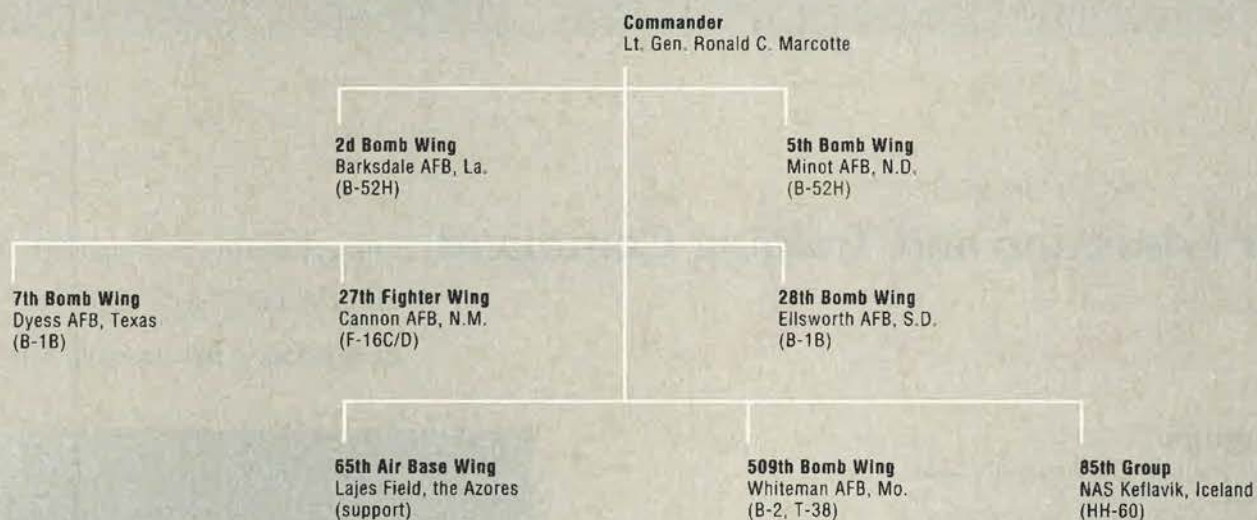 Commander
Lt. Gen. Ronald C. Marcotte
2d Bomb Wing
Barksdale AFB, La.
(B-52H)
5th Bomb Wing
Minot AFB, N.D.
(B-52H)
7th Bomb Wing
Dyess AFB, Texas
(B-1B)
27th Fighter Wing
Cannon AFB, N.M.
(F-16C/D)
28th Bomb Wing
Ellsworth AFB, S.D.
(B-1B)
65th Air Base Wing
Lajes Field, the Azores
(support)
509th Bomb Wing
Whiteman AFB, Mo.
(B-2, T-38)
85th Group
NAS Keflavik, Iceland
(HH-60)